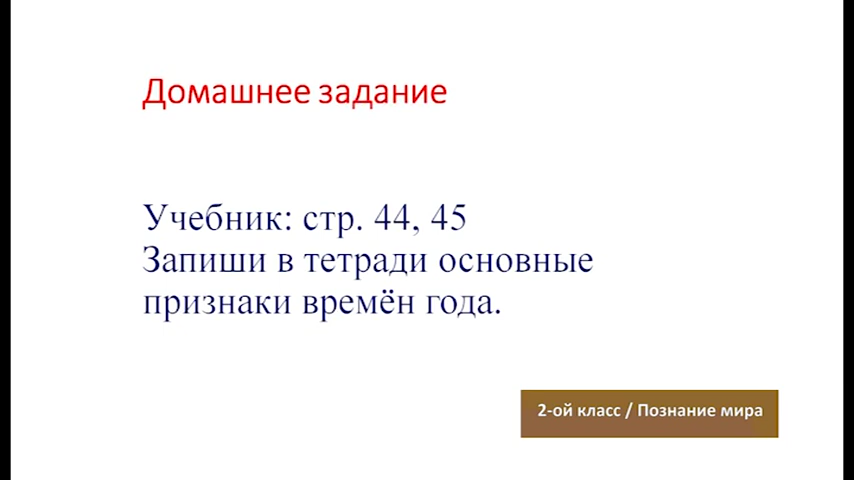 Домашнее задание
Учебник: стр. 44, 45
Запиши в тетради основные
признаки времён года.
2-ой класс / Познание мира